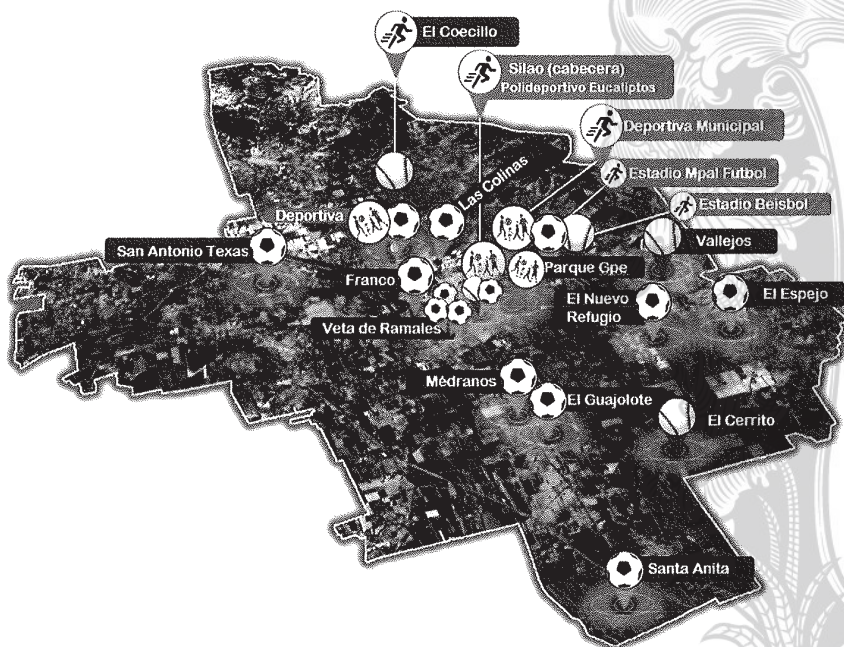 El Coecillo
Silao (cabecera)
Polideportivo Eucaliptos
Deportiva Municipal
Estadio Mpal Futbol
Las Colinas
Estadio Beisbol
Deportiva
Vallejos
San Antonio Texas
Franco
Parque Gpe
El Nuevo
Refugio
El Espejo
Veta de Ramales
Médranos
El Guajolote
El Cerrito
Santa Anita